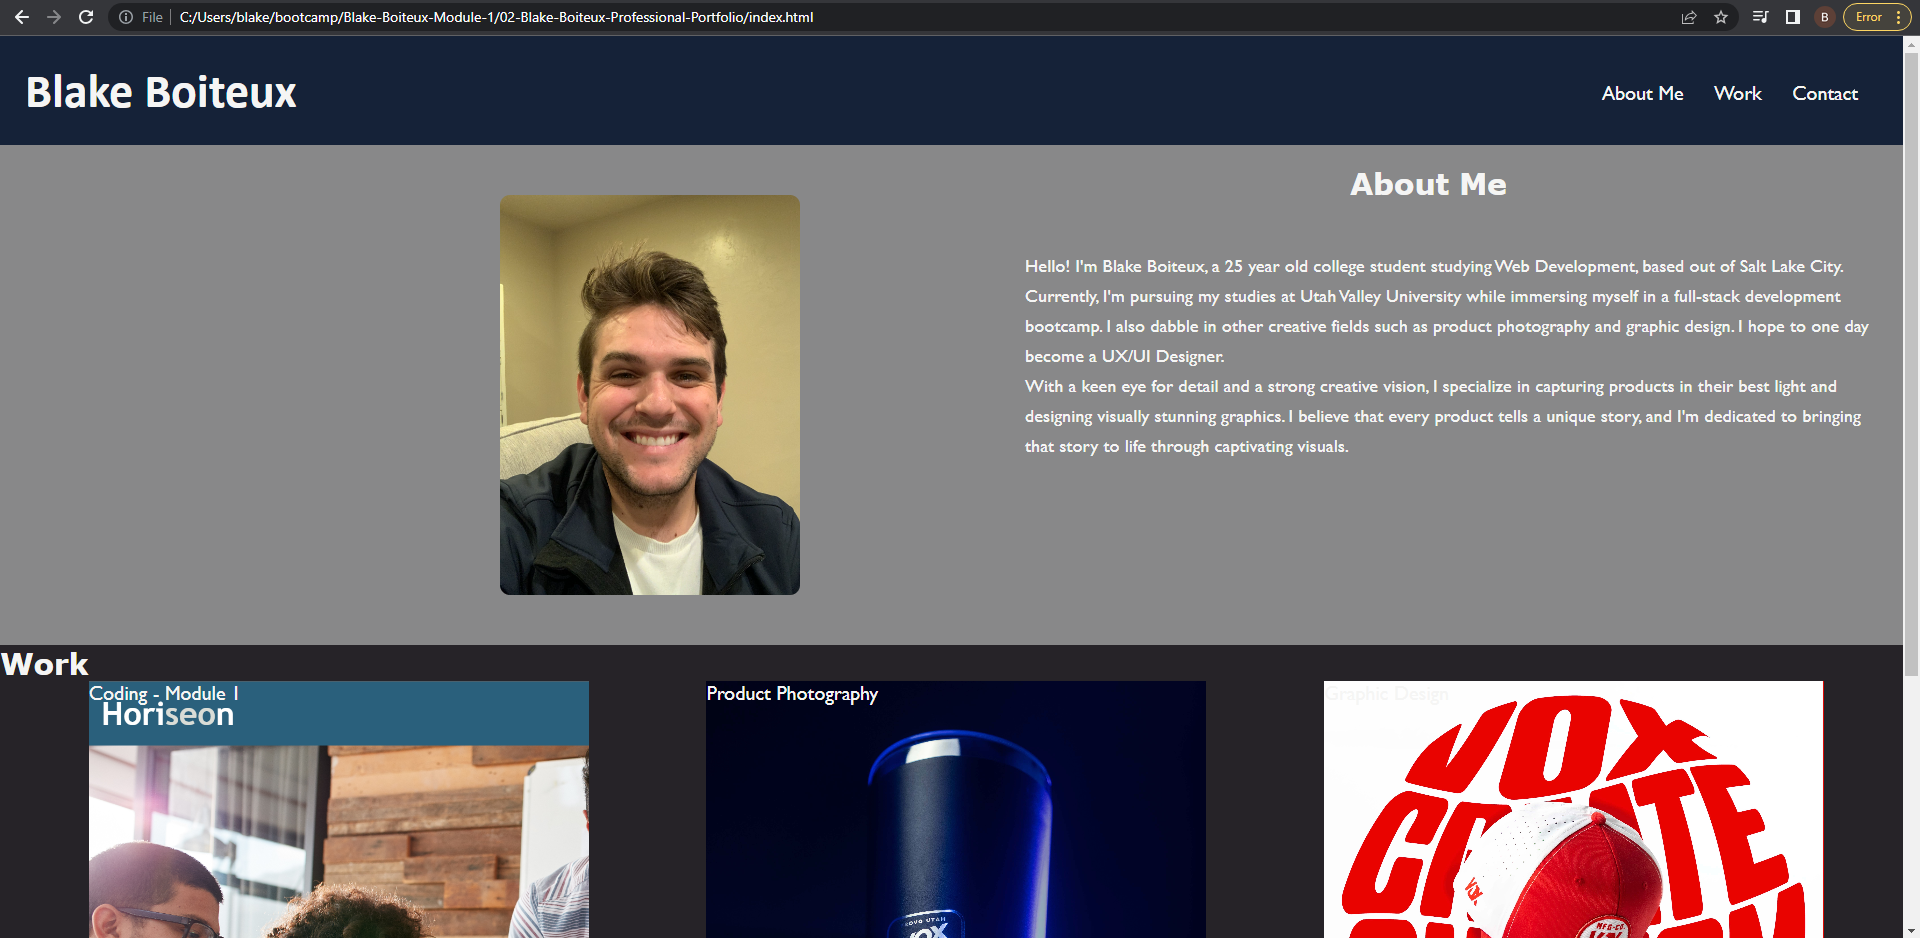 File
C:/Users/blake/bootcamp/Blake-Boiteux-Module-1/02-Blake-Boiteux-Professional-Portfolio/index.html
B
Error
Blake Boiteux
About Me
Work
Contact
About Me
Hello! I'm Blake Boiteux, a 25 year old college student studying Web Development, based out of Salt Lake City.
Currently, I'm pursuing my studies at Utah Valley University while immersing myself in a full-stack development
bootcamp. I also dabble in other creative fields such as product photography and graphic design. I hope to one day
become a UX/UI Designer.
With a keen eye for detail and a strong creative vision, I specialize in capturing products in their best light and
designing visually stunning graphics. I believe that every product tells a unique story, and I'm dedicated to bringing
that story to life through captivating visuals.
Work
Coding - Module 1
Horiseon
Product Photography
VOX
Graphic Design
VOX
VOX
MFG-CO.